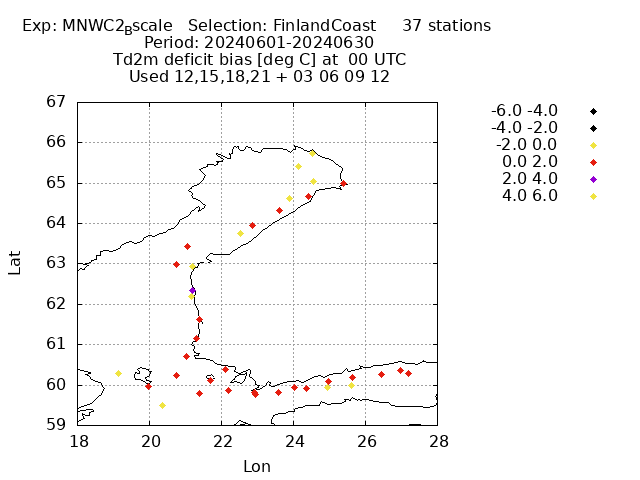 Exp: MNWC2Bscale   Selection: FinlandCoast     37 stations
Period: 20240601-20240630
Td2m deficit bias [deg C] at  00 UTC
Used 12,15,18,21 + 03 06 09 12
-6.0 -4.0
-4.0 -2.0
-2.0 0.0
0.0 2.0
2.0 4.0
4.0 6.0
67
66
65
64
63
62
61
60
59
Lat
18 20 22 24 26 28
Lon